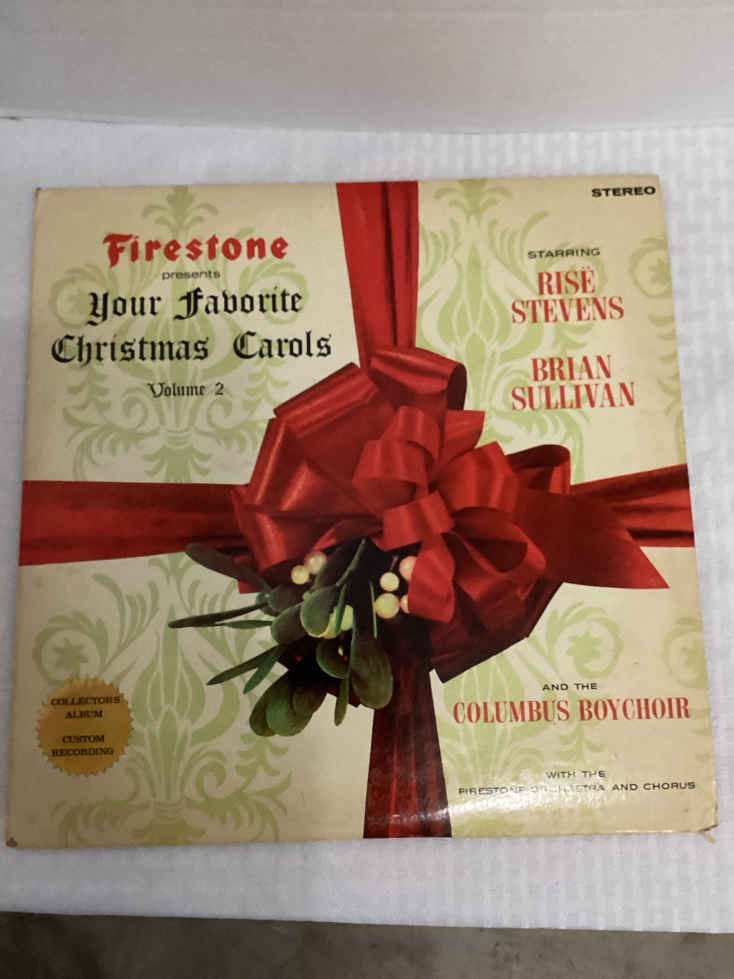 STEREO
Firestone
presents
Your Favorite
Christmas Carols
Volume 2
STARRING
RISË
STEVENS
BRIAN
SULLIVAN
COLLECTORS'
ALBUM
CUSTOM
RECORDING
AND THE
COLUMBUS BOYCHOIR
WITH THE
FIRESTONE ORCHESTRA AND CHORUS